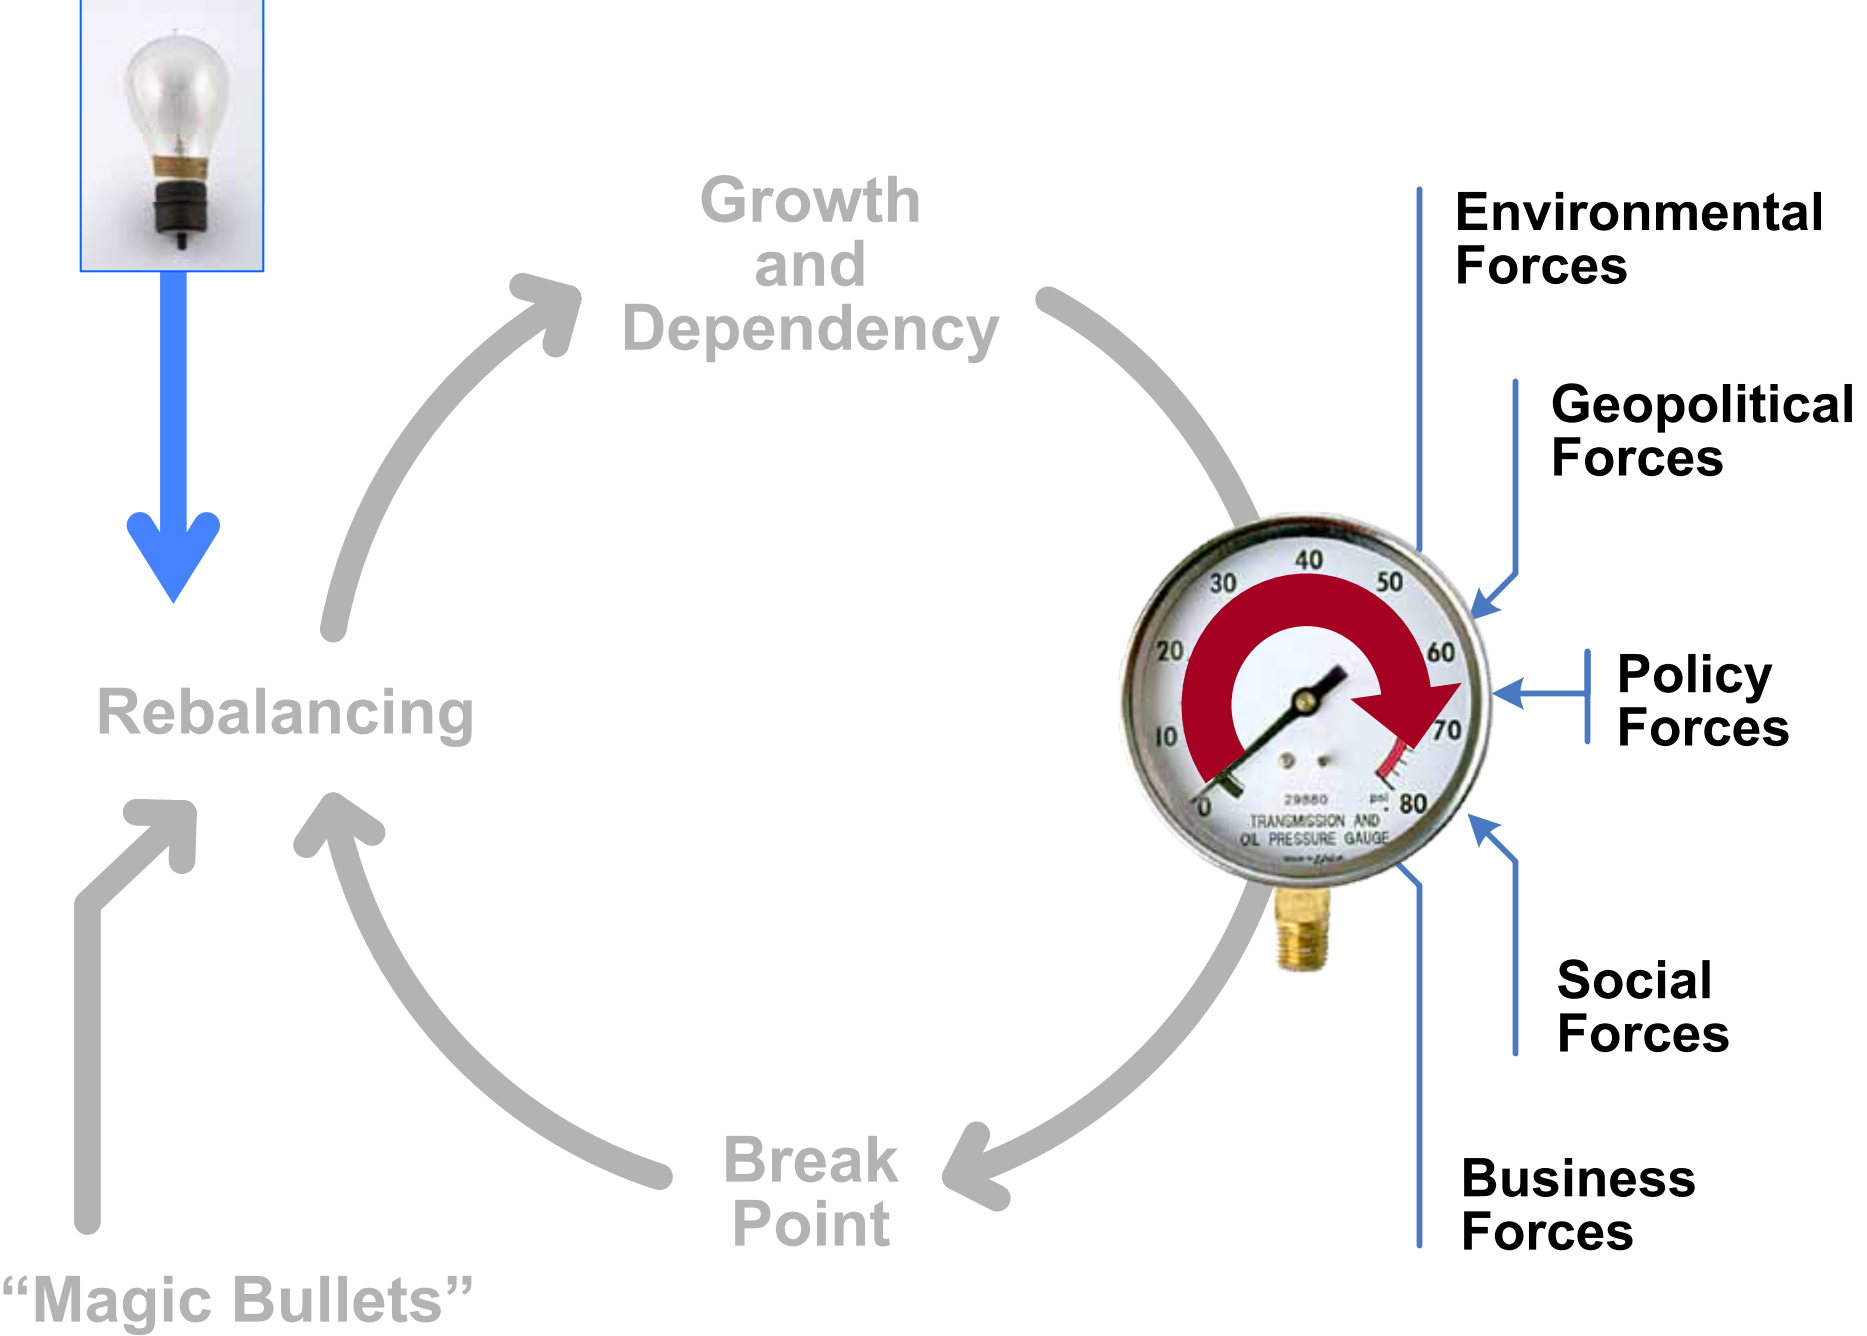 Growth
and
Dependency
Environmental
Forces
Geopolitical
Forces
Policy
Forces
Social
Forces
Business
Forces
Break
Point
Rebalancing
“Magic Bullets”
0
10
20
30
40
50
60
70
80
29880
psi
TRANSMISSION AND
OIL PRESSURE GAUGE